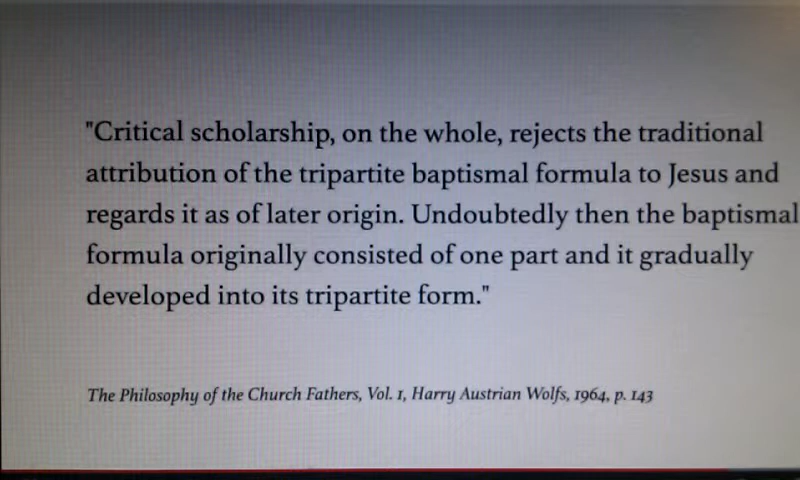 "Critical scholarship, on the whole, rejects the traditional
attribution of the tripartite baptismal formula to Jesus and
regards it as of later origin. Undoubtedly then the baptismal
formula originally consisted of one part and it gradually
developed into its tripartite form."
The Philosophy of the Church Fathers, Vol. 1, Harry Austrian Wolfs, 1964, p. 143